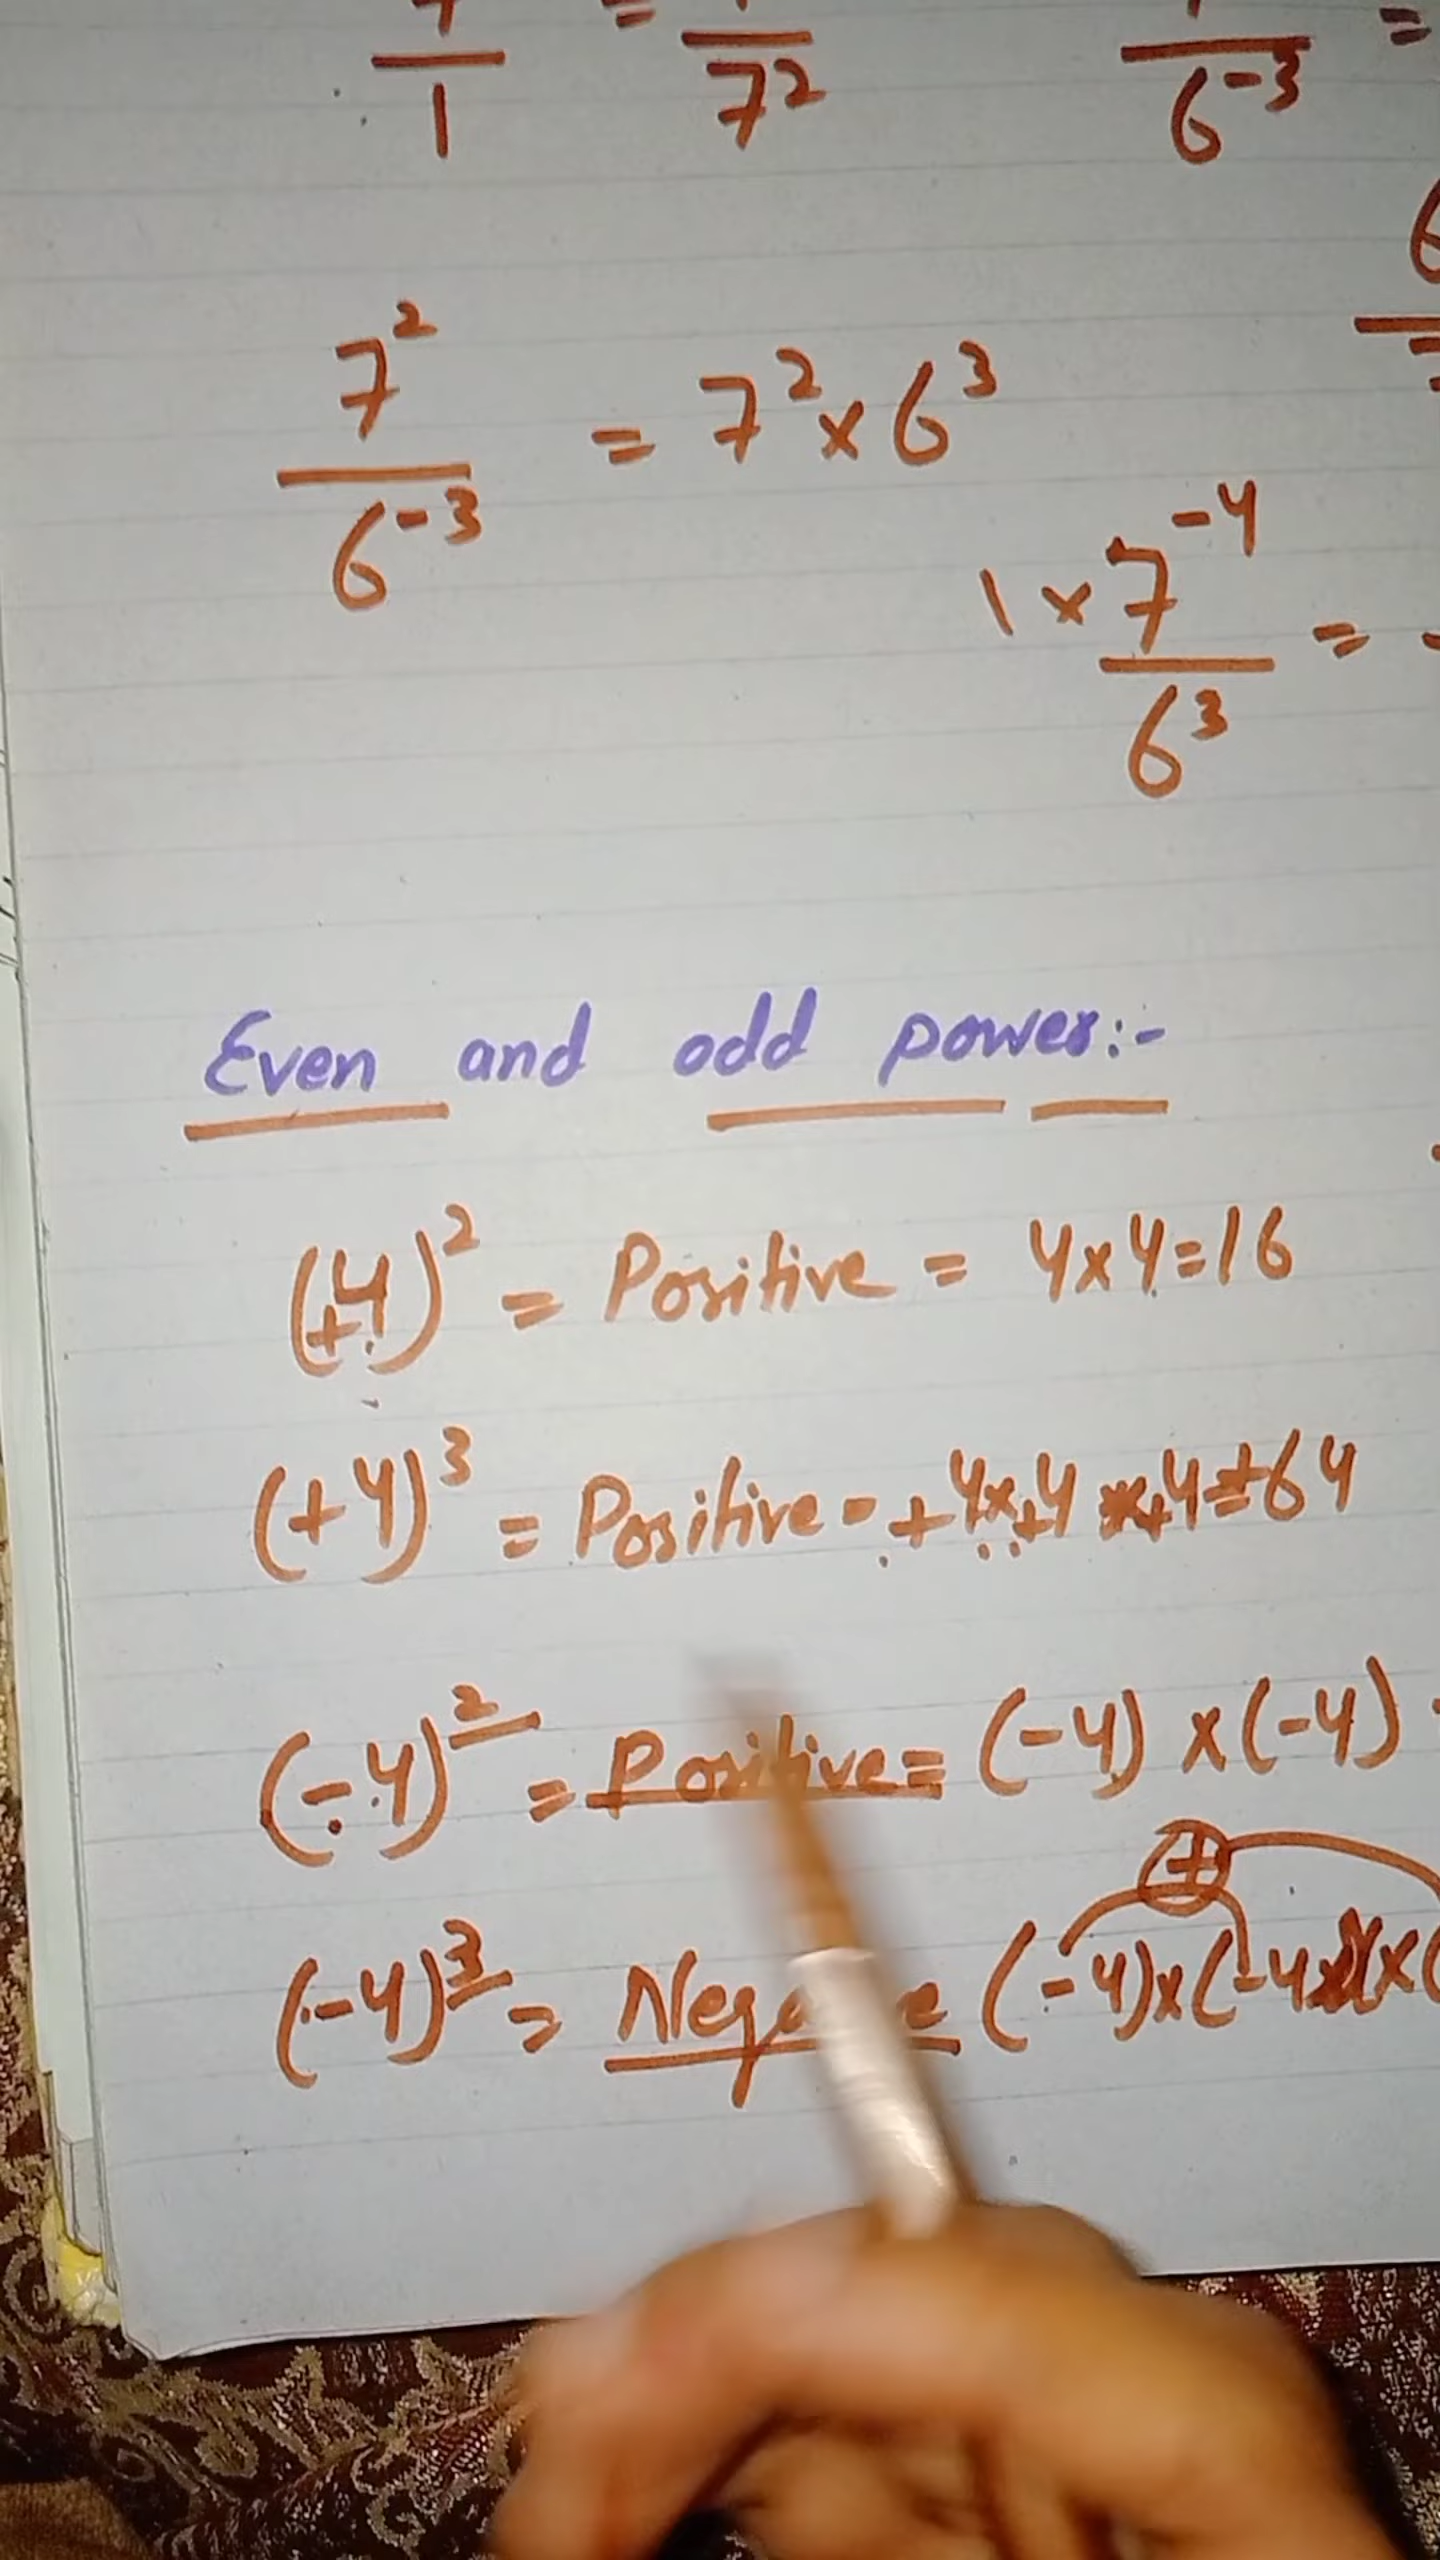 1 = 7² 6⁻³ =
7²/6⁻³ = 7² × 6³
1 × 7⁻⁴/6³ =
Even and odd power:-
(+4)² = Positive = 4×4=16
(+4)³ = Positive = +4×+4×+4=+64
(-4)² = Positive = (-4) × (-4)
(-4)³ = Negative (-4)×(-4)×(
+